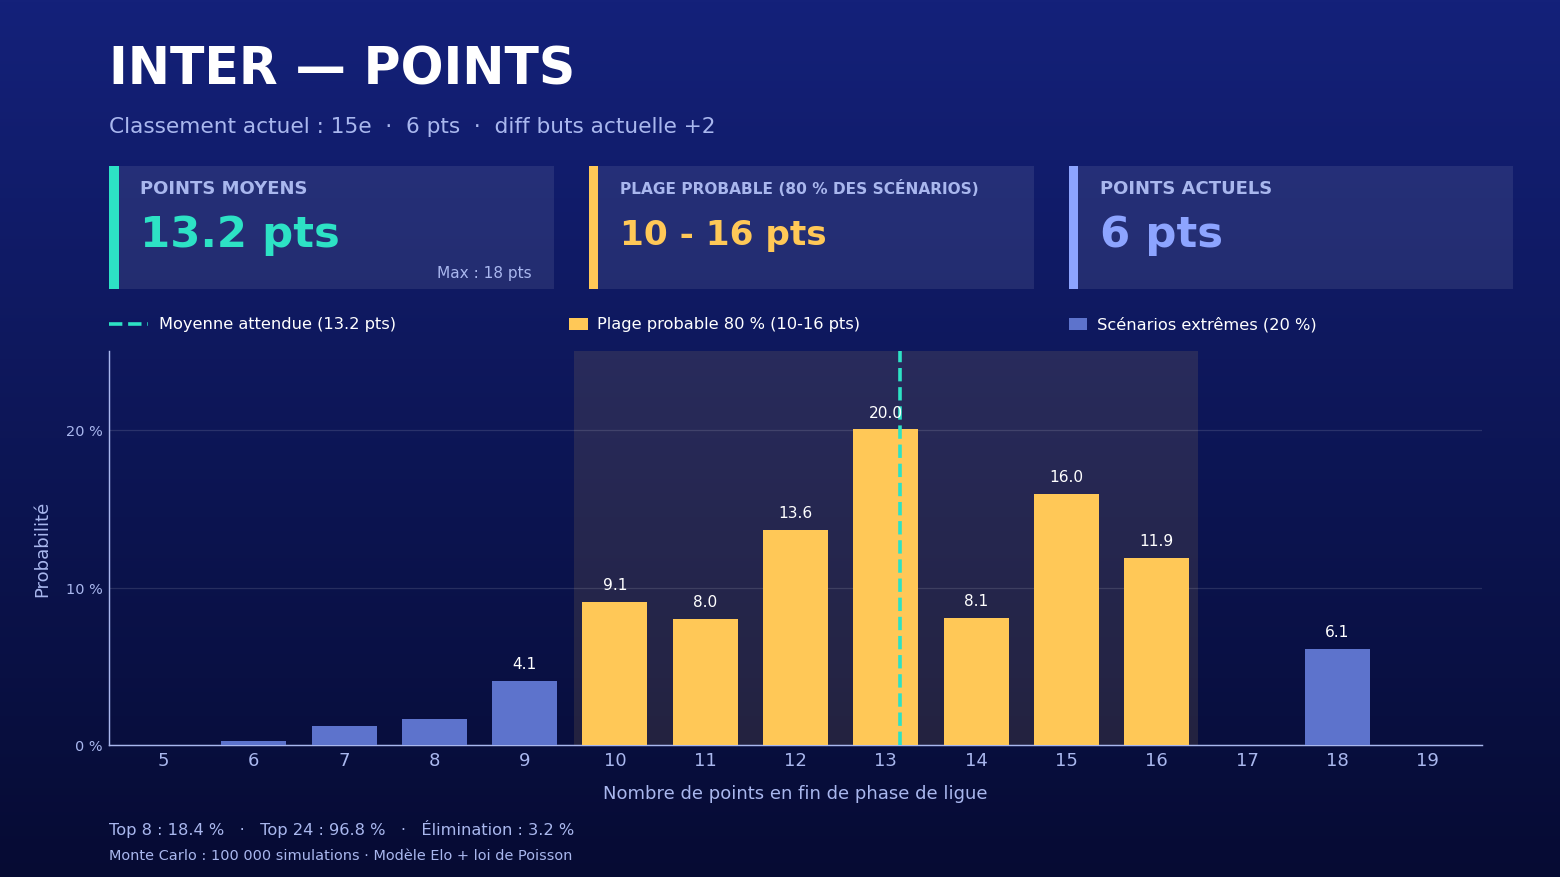 INTER — POINTS
Classement actuel : 15e · 6 pts · diff buts actuelle +2
POINTS MOYENS
13.2 pts
Max : 18 pts
PLAGE PROBABLE (80 % DES SCÉNARIOS)
10 - 16 pts
POINTS ACTUELS
6 pts
Moyenne attendue (13.2 pts)
Plage probable 80 % (10-16 pts)
Scénarios extrêmes (20 %)
Probabilité
20 %
10 %
0 %
4.1
9.1
8.0
13.6
20.0
8.1
16.0
11.9
6.1
5 6 7 8 9 10 11 12 13 14 15 16 17 18 19
Nombre de points en fin de phase de ligue
Top 8 : 18.4 % · Top 24 : 96.8 % · Élimination : 3.2 %
Monte Carlo : 100 000 simulations · Modèle Elo + loi de Poisson